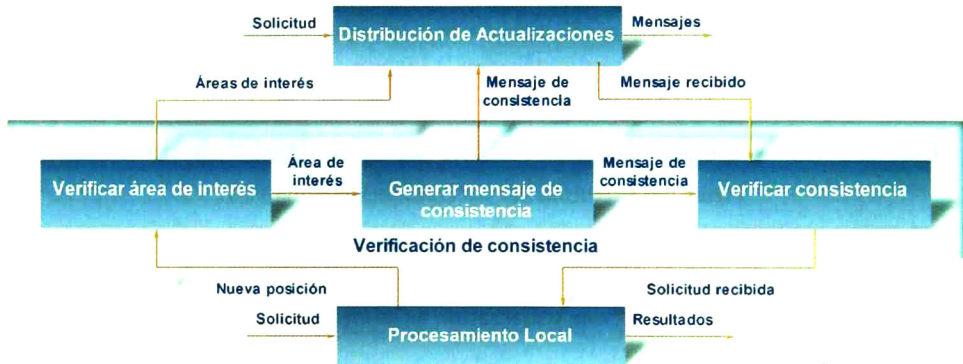 Solicitud
Distribución de Actualizaciones
Mensajes
Áreas de interés
Mensaje de
consistencia
Mensaje recibido
Verificar área de interés
Área de
interés
Generar mensaje de
consistencia
Mensaje de
consistencia
Verificar consistencia
Verificación de consistencia
Nueva posición
Solicitud recibida
Solicitud
Procesamiento Local
Resultados